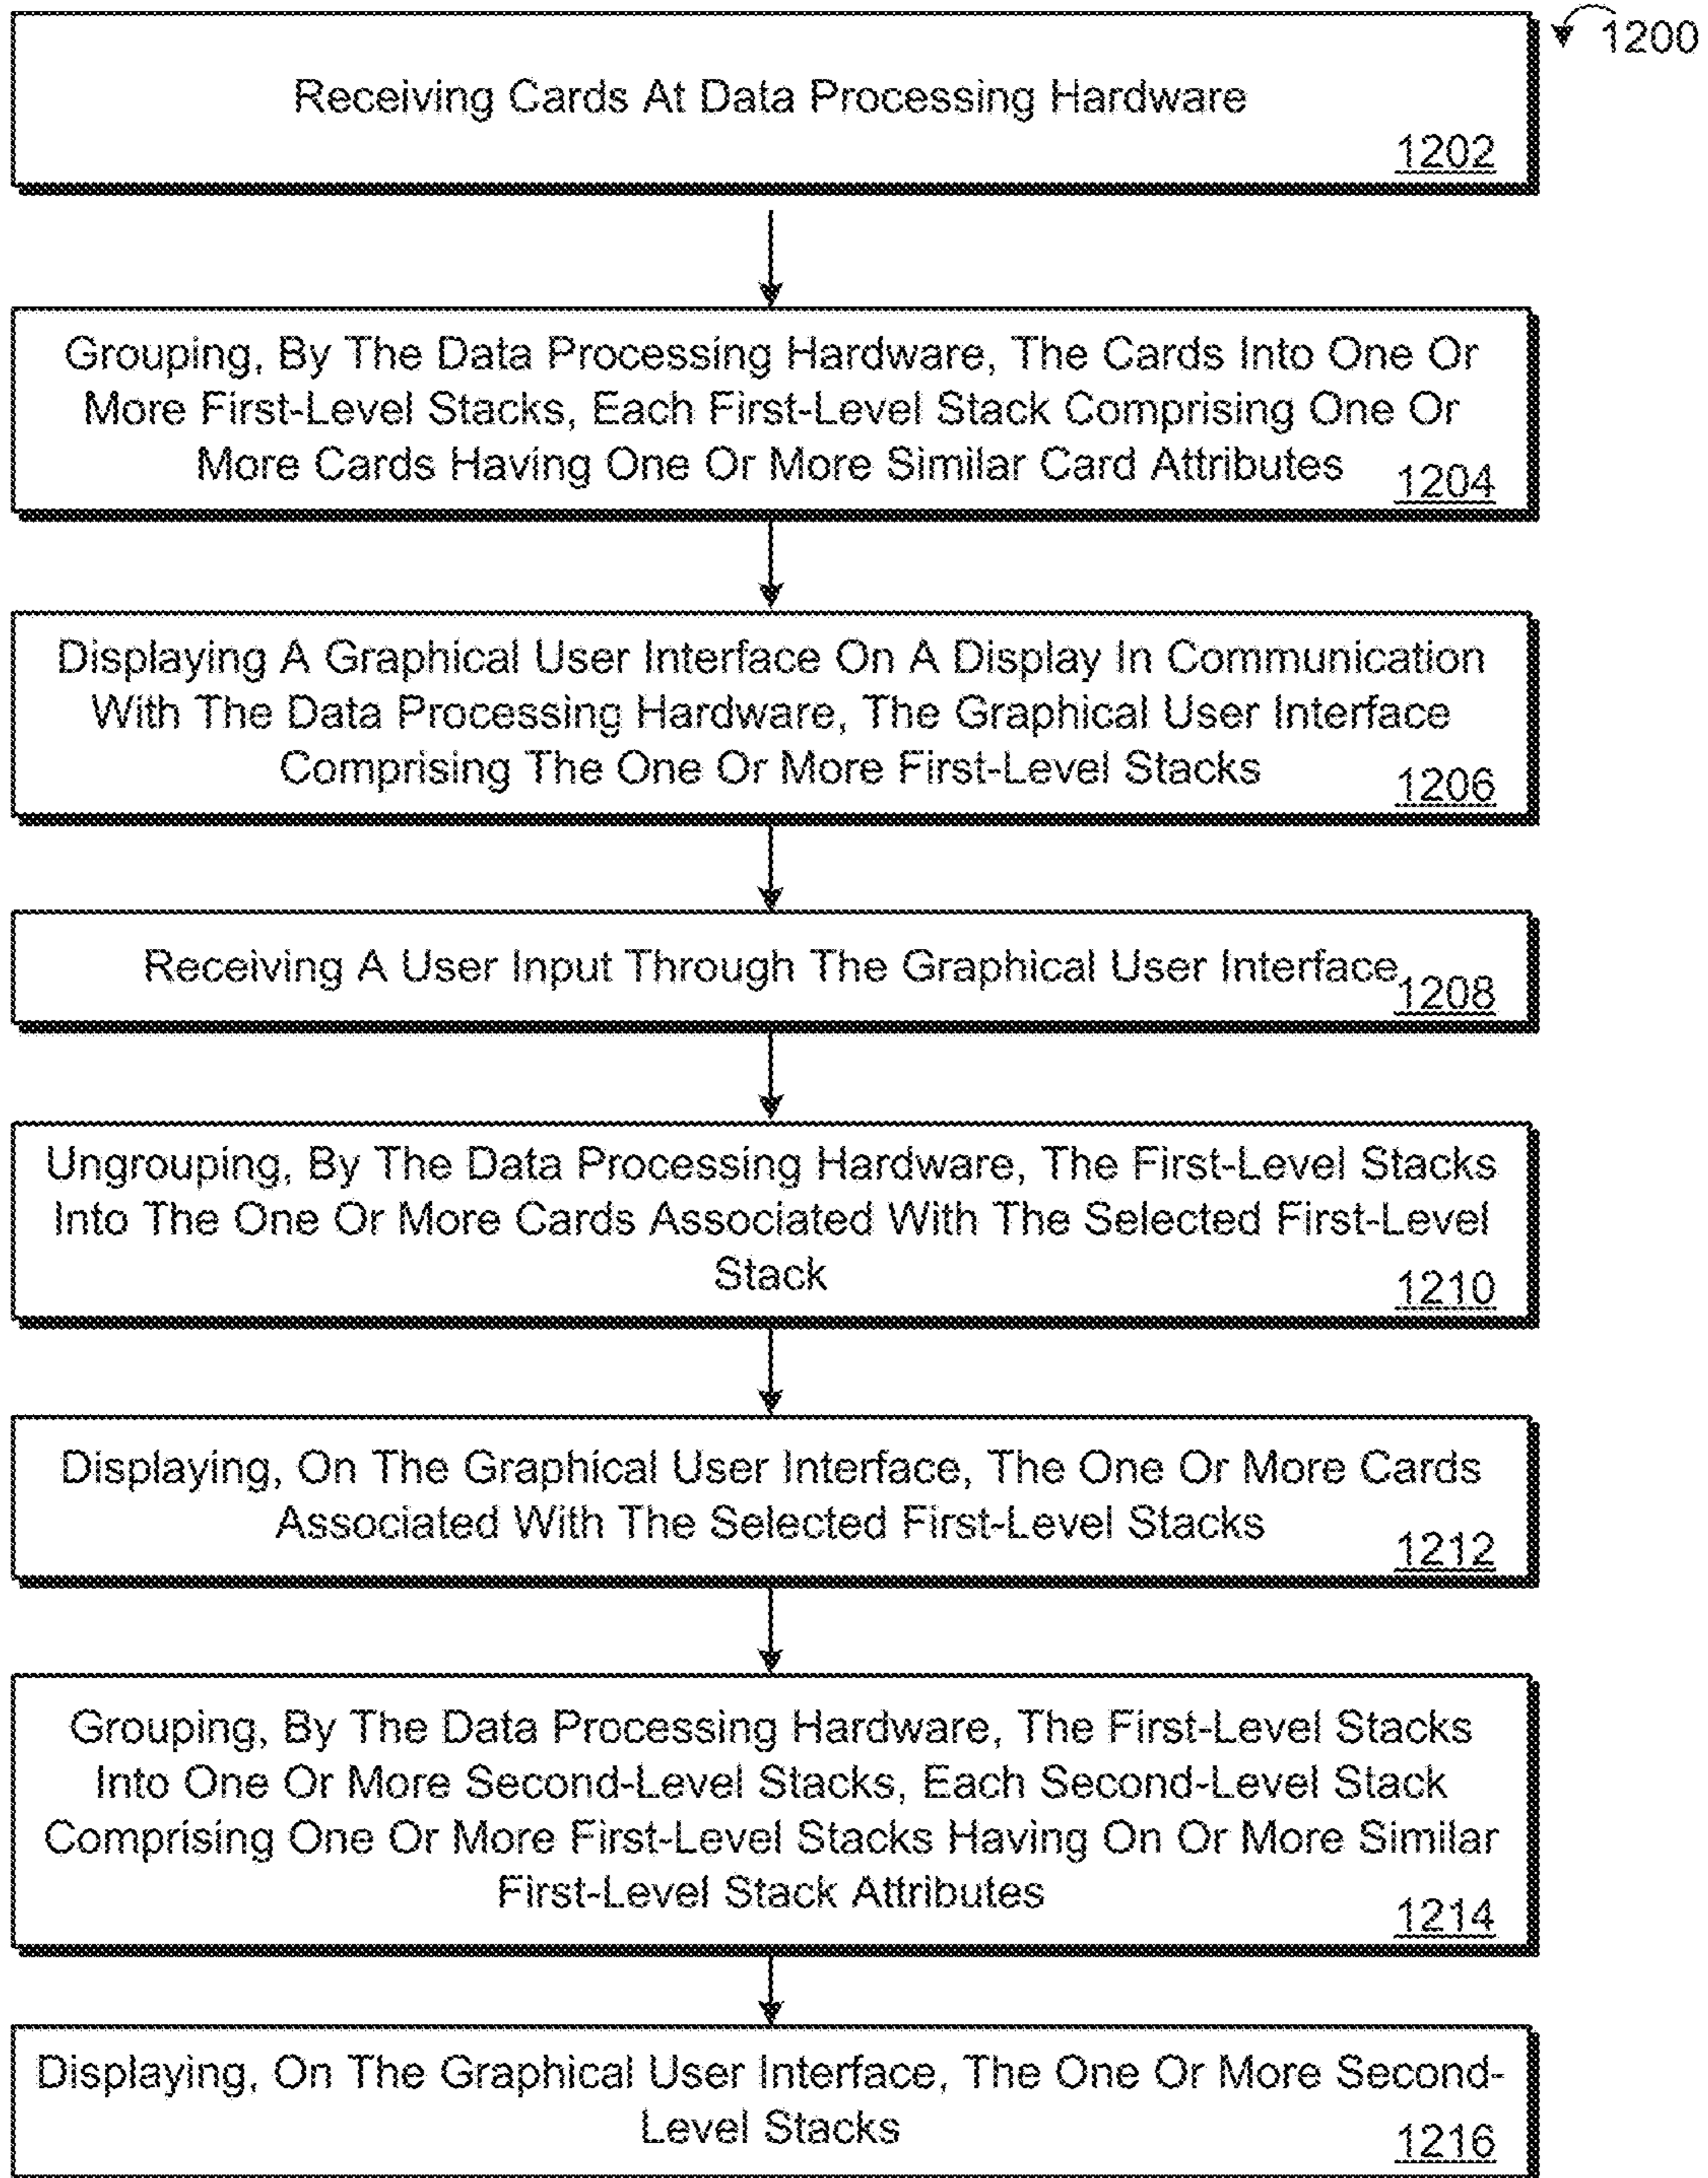 1200
Receiving Cards At Data Processing Hardware
1202
Grouping, By The Data Processing Hardware, The Cards Into One Or
More First-Level Stacks, Each First-Level Stack Comprising One Or
More Cards Having One Or More Similar Card Attributes
1204
Displaying A Graphical User Interface On A Display In Communication
With The Data Processing Hardware, The Graphical User Interface
Comprising The One Or More First-Level Stacks
1206
Receiving A User Input Through The Graphical User Interface
1208
Ungrouping, By The Data Processing Hardware, The First-Level Stacks
Into The One Or More Cards Associated With The Selected First-Level
Stack
1210
Displaying, On The Graphical User Interface, The One Or More Cards
Associated With The Selected First-Level Stacks
1212
Grouping, By The Data Processing Hardware, The First-Level Stacks
Into One Or More Second-Level Stacks, Each Second-Level Stack
Comprising One Or More First-Level Stacks Having On Or More Similar
First-Level Stack Attributes
1214
Displaying, On The Graphical User Interface, The One Or More Second-
Level Stacks
1216